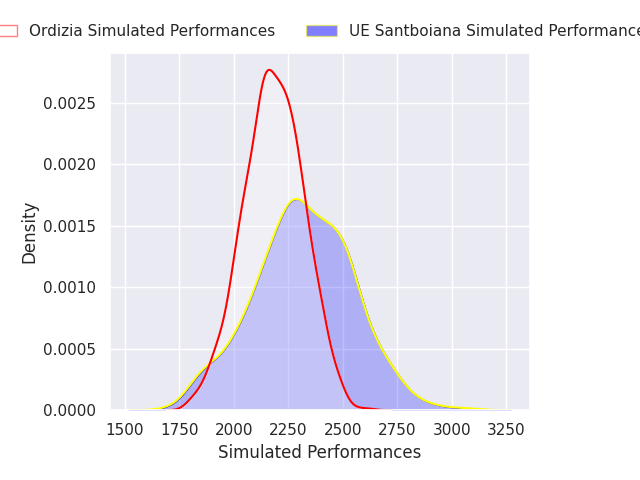 Ordizia Simulated Performances
UE Santboiana Simulated Performance
Density
0.0025
0.0020
0.0015
0.0010
0.0005
0.0000
1500 1750 2000 2250 2500 2750 3000 3250
Simulated Performances